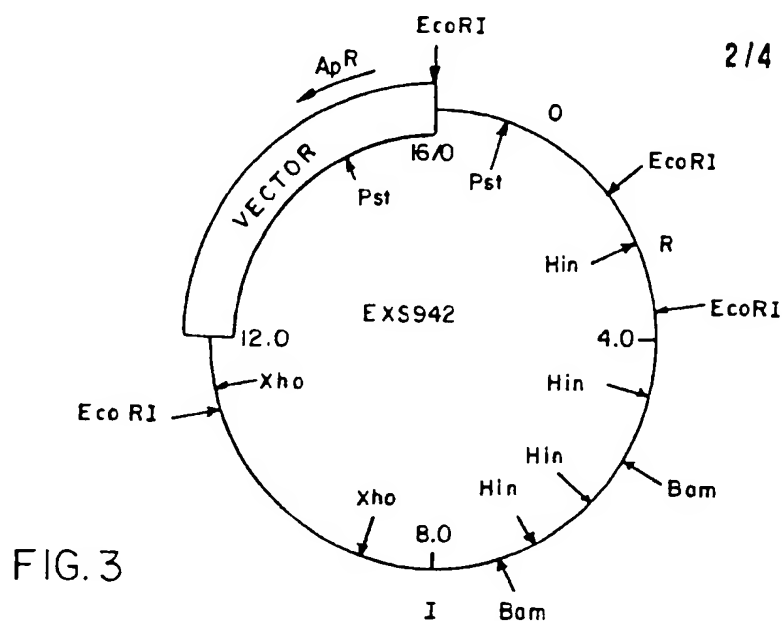 EcoRI
2/4
ApR
O
16/0
EcoRI
VECTOR
Pst
Pst
Hin
R
EXS942
EcoRI
12.0
4.0
Xho
Hin
Eco RI
Hin
Xho
Hin
Bam
8.0
FIG. 3
I
Bam